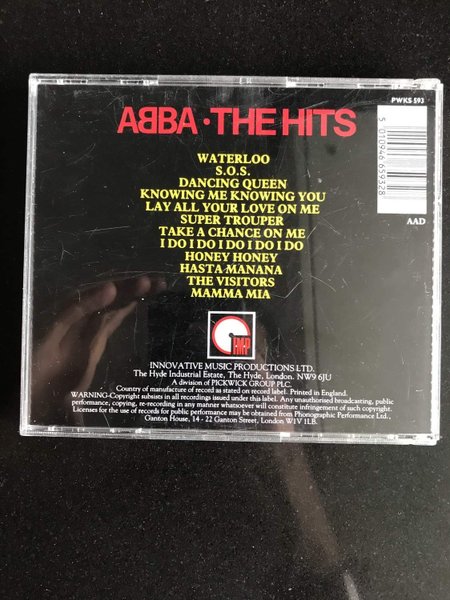 PWKS 593
ABBA • THE HITS
5 010946 659328
AAD
WATERLOO
S.O.S.
DANCING QUEEN
KNOWING ME KNOWING YOU
LAY ALL YOUR LOVE ON ME
SUPER TROUPER
TAKE A CHANCE ON ME
I DO I DO I DO I DO I DO
HONEY HONEY
HASTA MANANA
THE VISITORS
MAMMA MIA
IMP
INNOVATIVE MUSIC PRODUCTIONS LTD.
The Hyde Industrial Estate, The Hyde, London. NW9 6JU
A division of PICKWICK GROUP PLC.
Country of manufacture of record as stated on record label. Printed in England.
WARNING-Copyright subsists in all recordings issued under this label. Any unauthorised broadcasting, public
performance, copying, re-recording in any manner whatsoever will constitute infringement of such copyright.
Licenses for the use of records for public performance may be obtained from Phonographic Performance Ltd.,
Ganton House, 14 - 22 Ganton Street, London W1V 1LB.